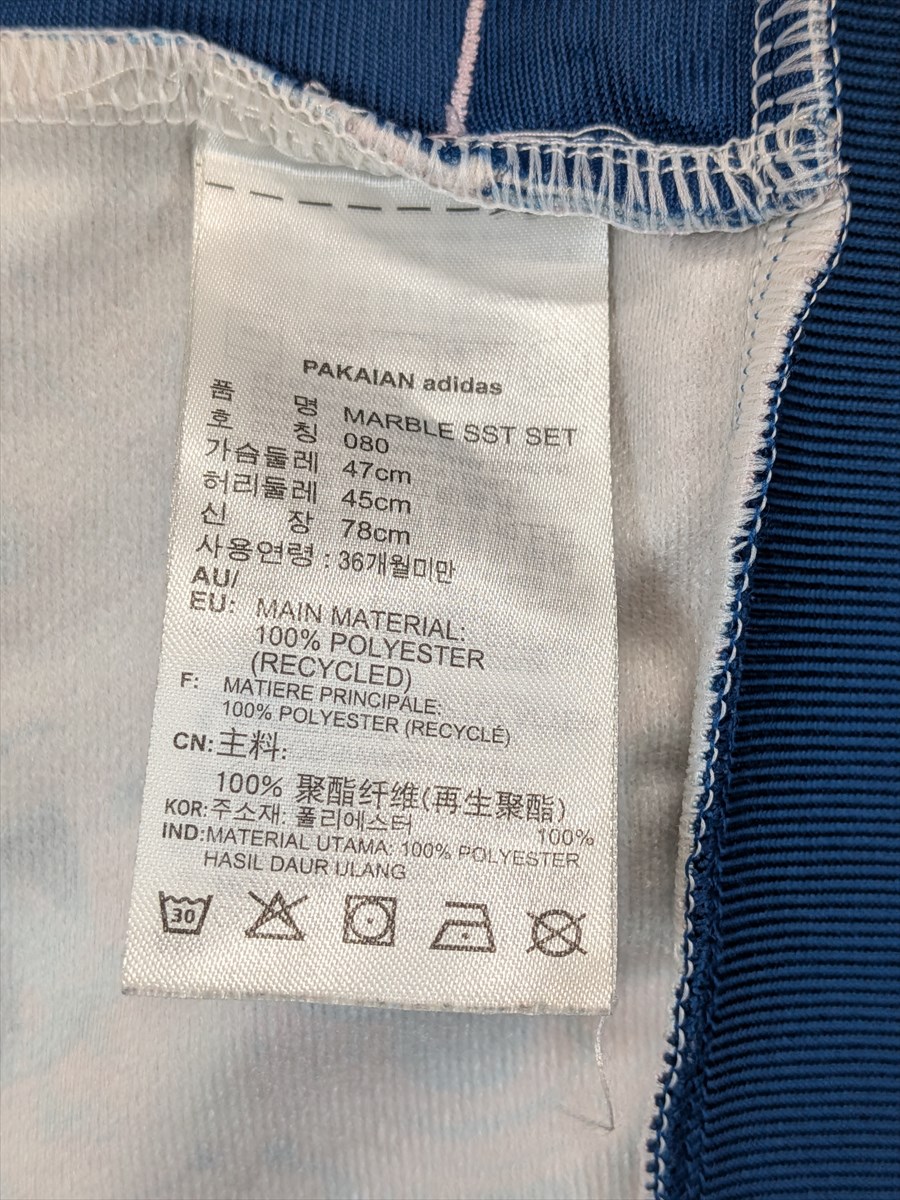 PAKAIAN adidas
품 명 MARBLE SST SET
호 칭 080
가슴둘레 47cm
허리둘레 45cm
신 장 78cm
사용연령 : 36개월미만
AU/
EU: MAIN MATERIAL:
100% POLYESTER
(RECYCLED)
F: MATIERE PRINCIPALE:
100% POLYESTER (RECYCLÉ)
CN: 主料:
100% 聚酯纤维(再生聚酯)
KOR: 주소재: 폴리에스터 100%
IND: MATERIAL UTAMA: 100% POLYESTER
HASIL DAUR ULANG
30